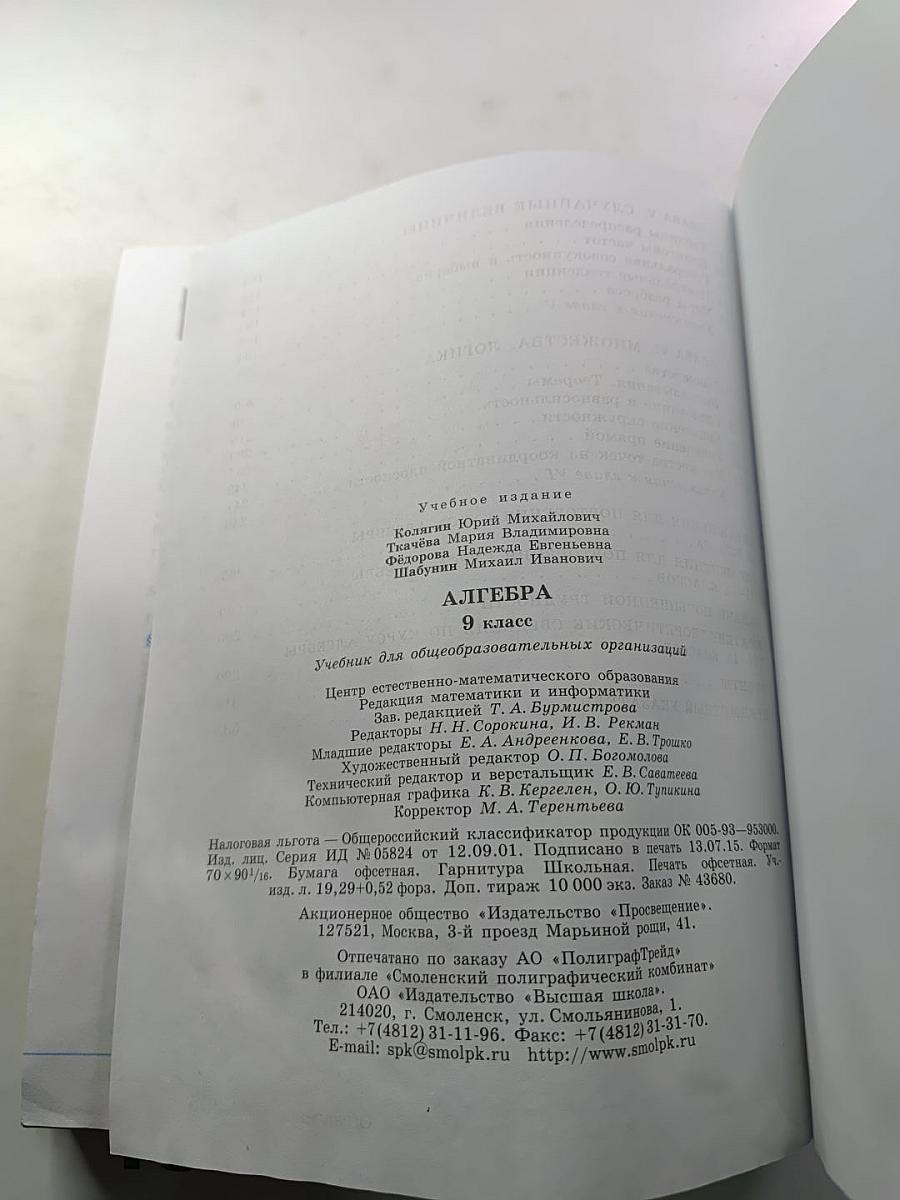 Учебное издание
Колягин Юрий Михайлович
Ткачёва Мария Владимировна
Фёдорова Надежда Евгеньевна
Шабунин Михаил Иванович
АЛГЕБРА
9 класс
Учебник для общеобразовательных организаций
Центр естественно-математического образования
Редакция математики и информатики
Зав. редакцией Т. А. Бурмистрова
Редакторы Н. Н. Сорокина, И. В. Рекман
Младшие редакторы Е. А. Андреенкова, Е. В. Трошко
Художественный редактор О. П. Богомолова
Технический редактор и верстальщик Е. В. Саватеева
Компьютерная графика К. В. Кергелен, О. Ю. Тупикина
Корректор М. А. Терентьева
Налоговая льгота — Общероссийский классификатор продукции ОК 005-93—953000.
Изд. лиц. Серия ИД № 05824 от 12.09.01. Подписано в печать 13.07.15. Формат
70×90 1/16. Бумага офсетная. Гарнитура Школьная. Печать офсетная. Уч.-
изд. л. 19,29+0,52 форз. Доп. тираж 10 000 экз. Заказ № 43680.
Акционерное общество «Издательство «Просвещение».
127521, Москва, 3-й проезд Марьиной рощи, 41.
Отпечатано по заказу АО «ПолиграфТрейд»
в филиале «Смоленский полиграфический комбинат»
ОАО «Издательство «Высшая школа».
214020, г. Смоленск, ул. Смольянинова, 1.
Тел.: +7(4812) 31-11-96. Факс: +7(4812) 31-31-70.
E-mail: spk@smolpk.ru http://www.smolpk.ru